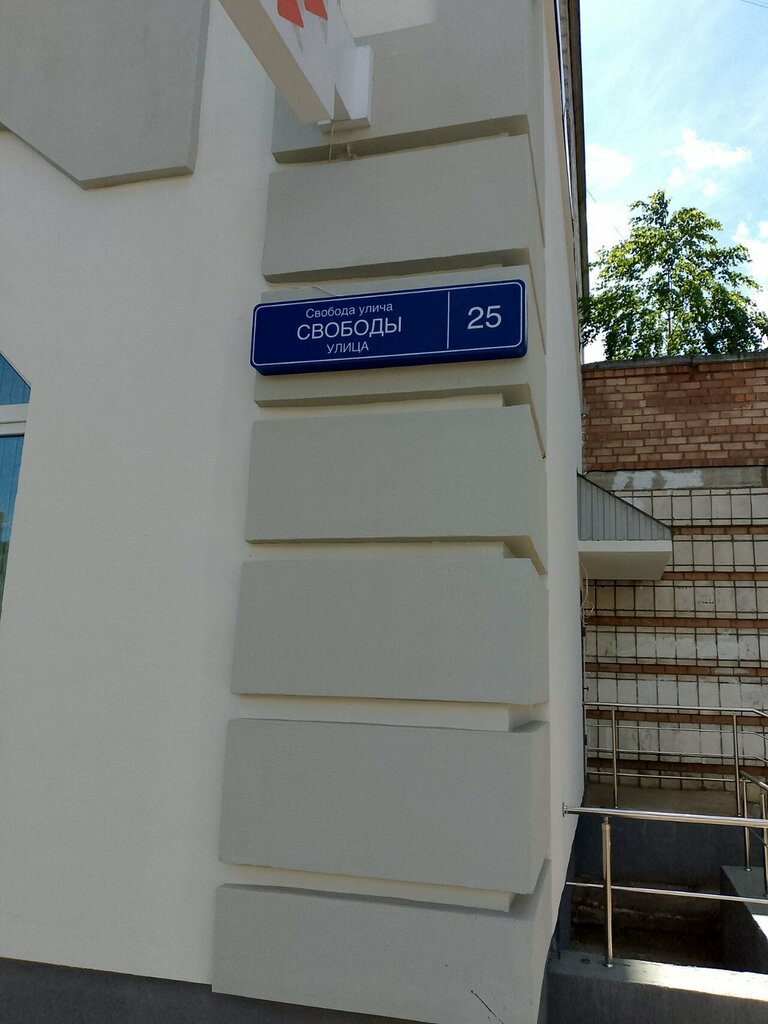 Свобода улича
СВОБОДЫ
УЛИЦА
25